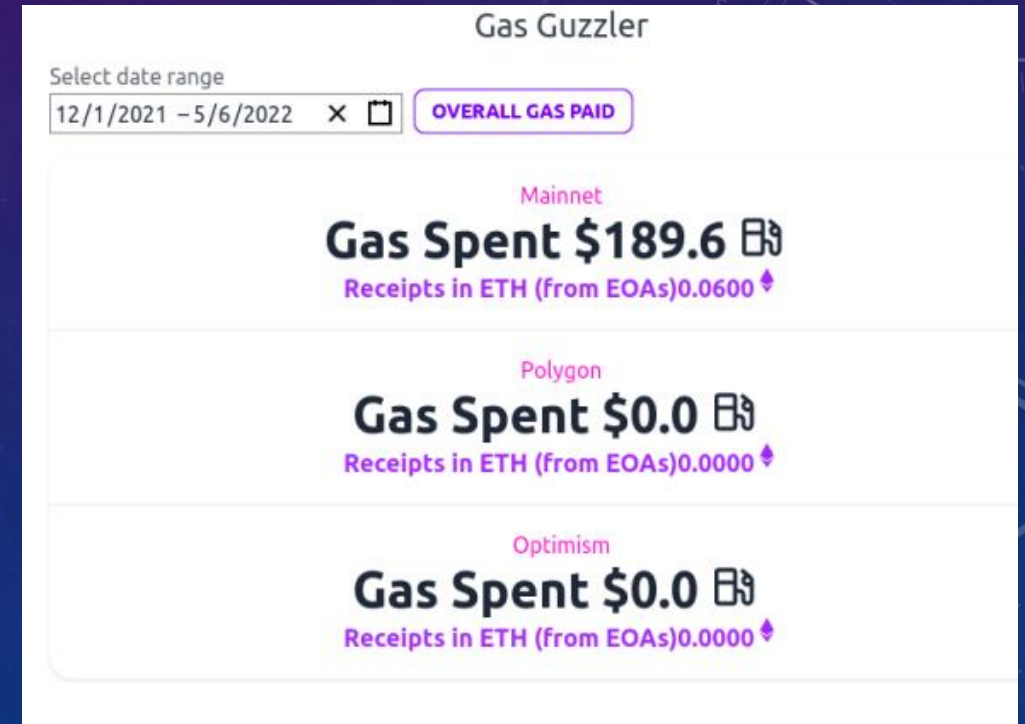 Gas Guzzler
Select date range
12/1/2021 – 5/6/2022
OVERALL GAS PAID
Mainnet
Gas Spent $189.6
Receipts in ETH (from EOAs)0.0600
Polygon
Gas Spent $0.0
Receipts in ETH (from EOAs)0.0000
Optimism
Gas Spent $0.0
Receipts in ETH (from EOAs)0.0000